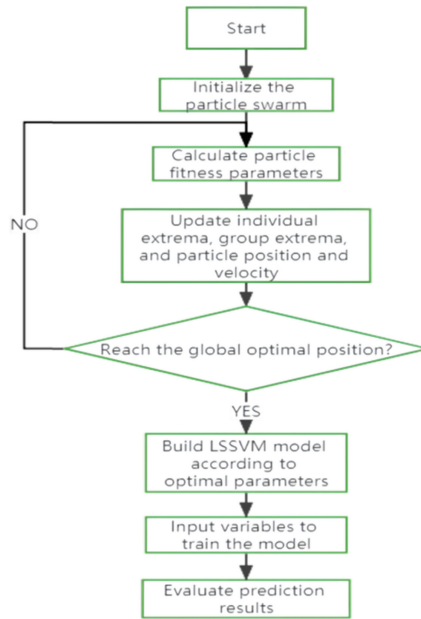 Start
Initialize the
particle swarm
Calculate particle
fitness parameters
NO
Update individual
extrema, group extrema,
and particle position and
velocity
Reach the global optimal position?
YES
Build LSSVM model
according to
optimal parameters
Input variables to
train the model
Evaluate prediction
results